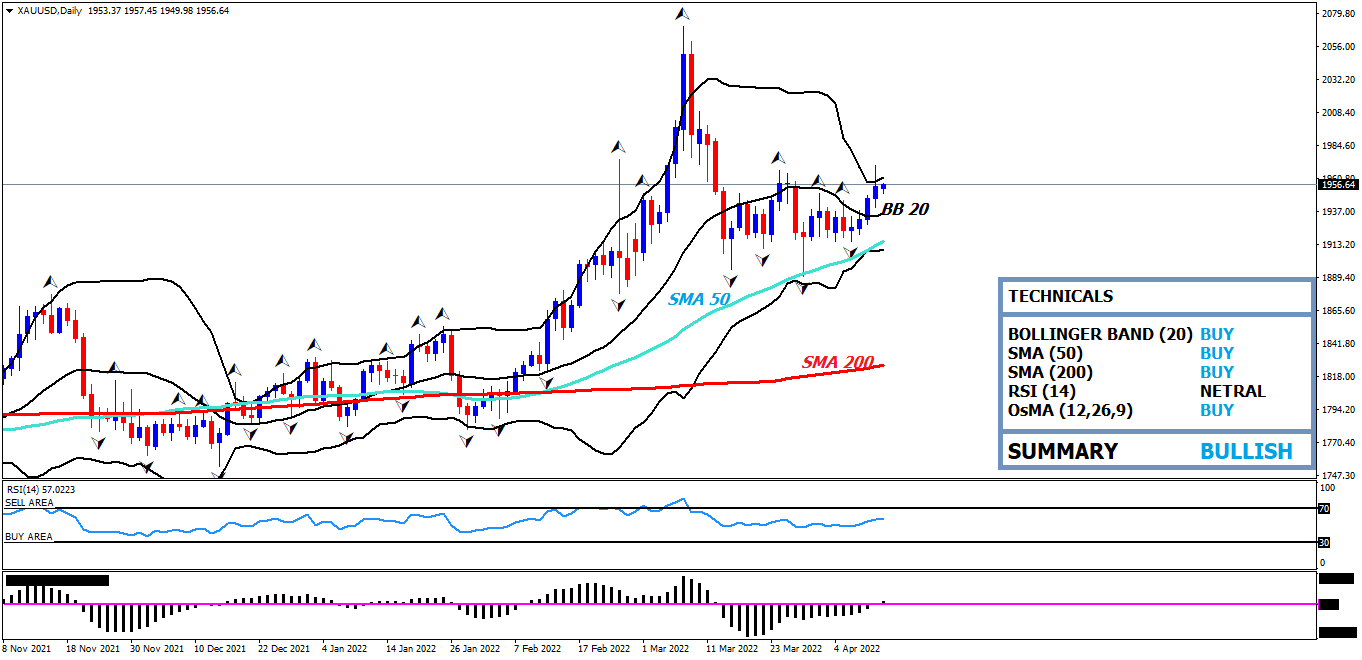 XAUUSD,Daily 1953.37 1957.45 1949.98 1956.64
2079.80
2056.00
2032.20
2008.40
1984.60
1960.80
1956.64
1937.00
1913.20
1889.40
1865.60
1841.80
1818.00
1794.20
1770.40
1747.30
BB 20
SMA 50
SMA 200
TECHNICALS
BOLLINGER BAND (20) BUY
SMA (50) BUY
SMA (200) BUY
RSI (14) NETRAL
OsMA (12,26,9) BUY
SUMMARY BULLISH
RSI(14) 57.0223
SELL AREA
BUY AREA
100
70
30
0
8 Nov 2021 18 Nov 2021 30 Nov 2021 10 Dec 2021 22 Dec 2021 4 Jan 2022 14 Jan 2022 26 Jan 2022 7 Feb 2022 17 Feb 2022 1 Mar 2022 11 Mar 2022 23 Mar 2022 4 Apr 2022